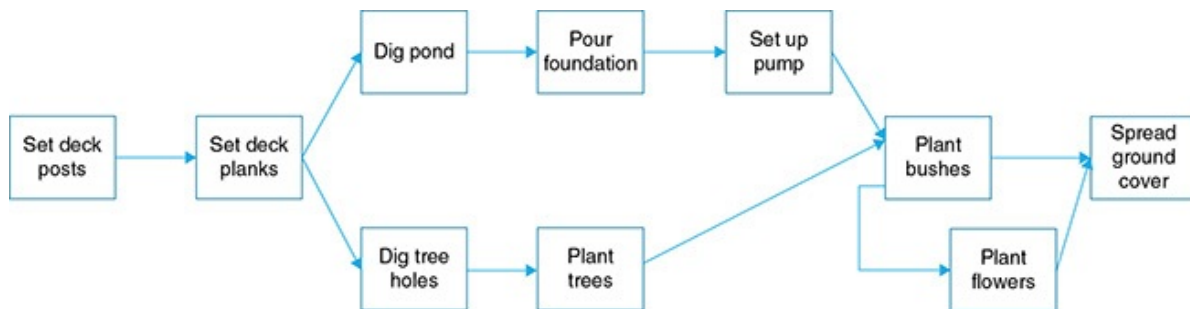 Dig pond
Pour
foundation
Set up
pump
Set deck
posts
Set deck
planks
Plant
bushes
Spread
ground
cover
Dig tree
holes
Plant
trees
Plant
flowers